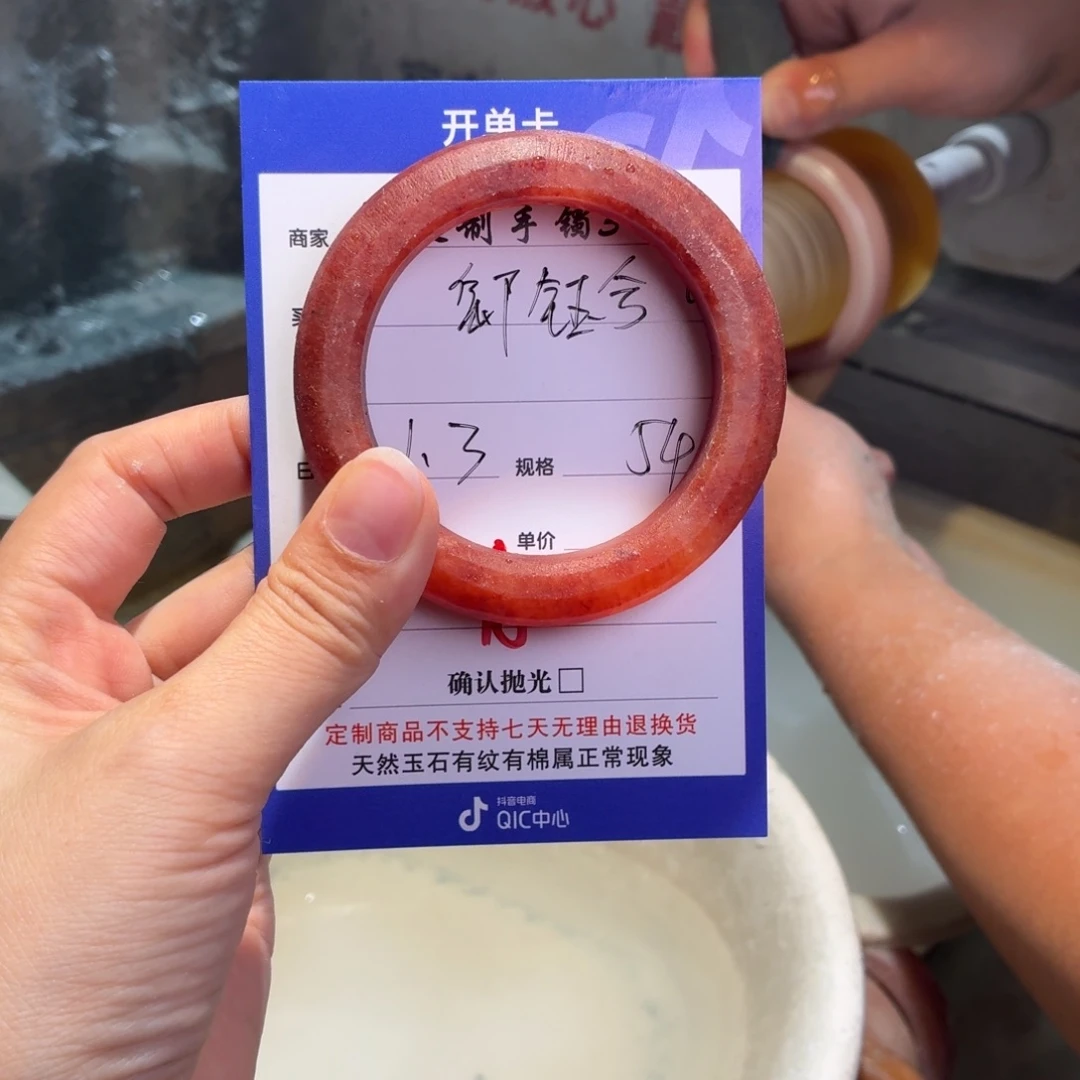 开单卡
商家 制手镯
钰兮
1.3 规格 54
单价
确认抛光□
定制商品不支持七天无理由退换货
天然玉石有纹有棉属正常现象
抖音电商
QIC中心